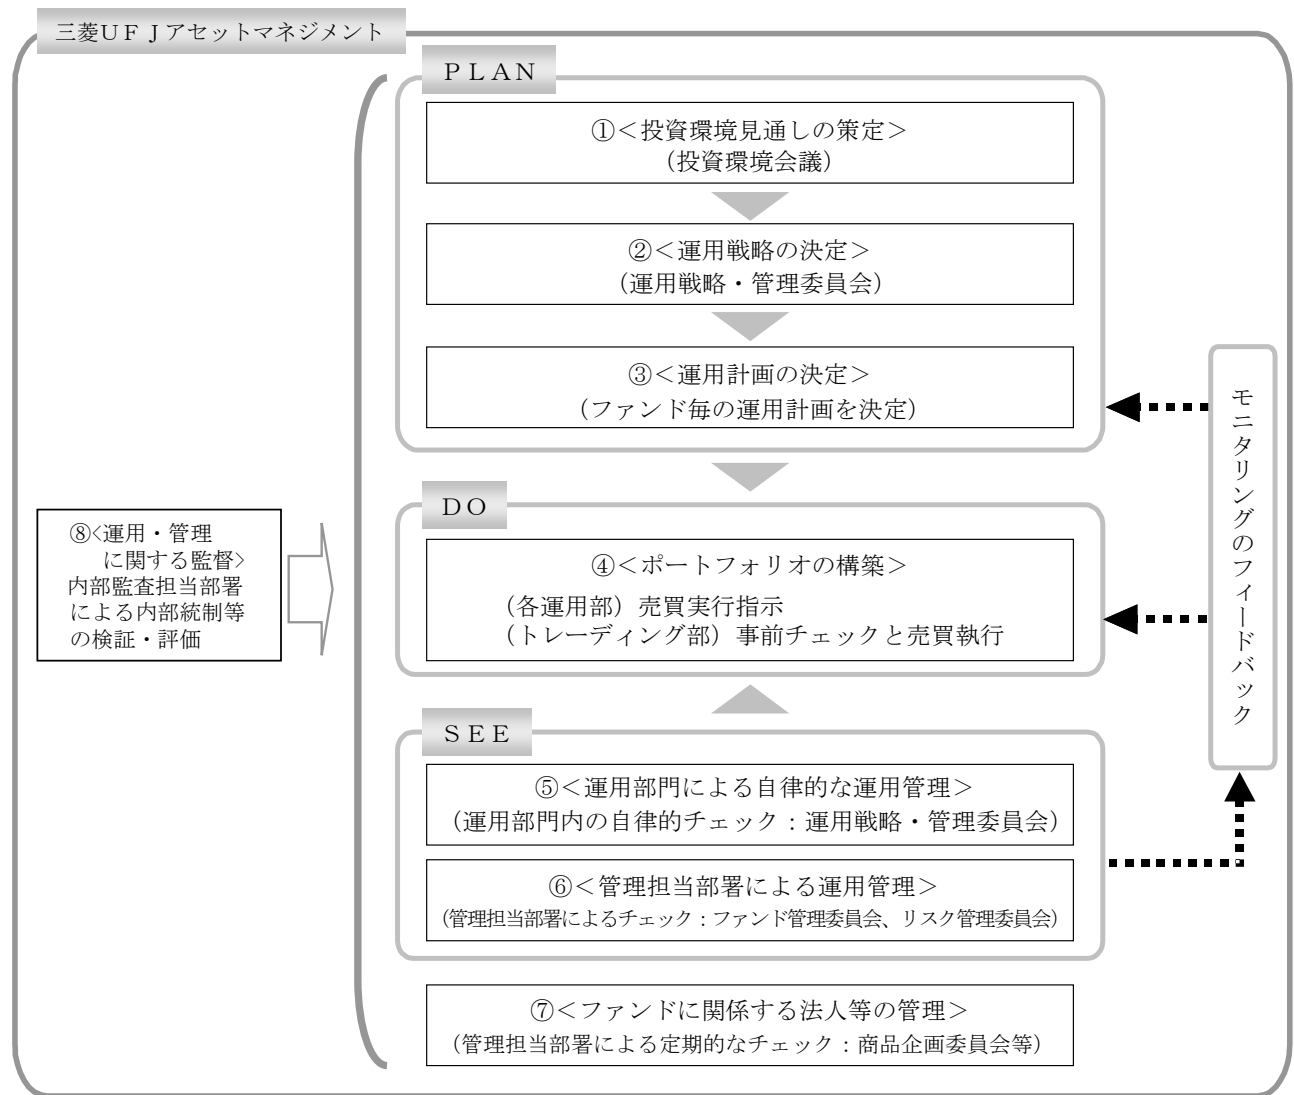 三菱ＵＦＪアセットマネジメント
ＰＬＡＮ
①＜投資環境見通しの策定＞
（投資環境会議）
②＜運用戦略の決定＞
（運用戦略・管理委員会）
③＜運用計画の決定＞
（ファンド毎の運用計画を決定）
ＤＯ
④＜ポートフォリオの構築＞
（各運用部）売買実行指示
（トレーディング部）事前チェックと売買執行
ＳＥＥ
⑤＜運用部門による自律的な運用管理＞
（運用部門内の自律的チェック：運用戦略・管理委員会）
⑥＜管理担当部署による運用管理＞
（管理担当部署によるチェック：ファンド管理委員会、リスク管理委員会）
⑦＜ファンドに関係する法人等の管理＞
（管理担当部署による定期的なチェック：商品企画委員会等）
⑧<運用・管理
に関する監督>
内部監査担当部署
による内部統制等
の検証・評価
モニタリングのフィードバック